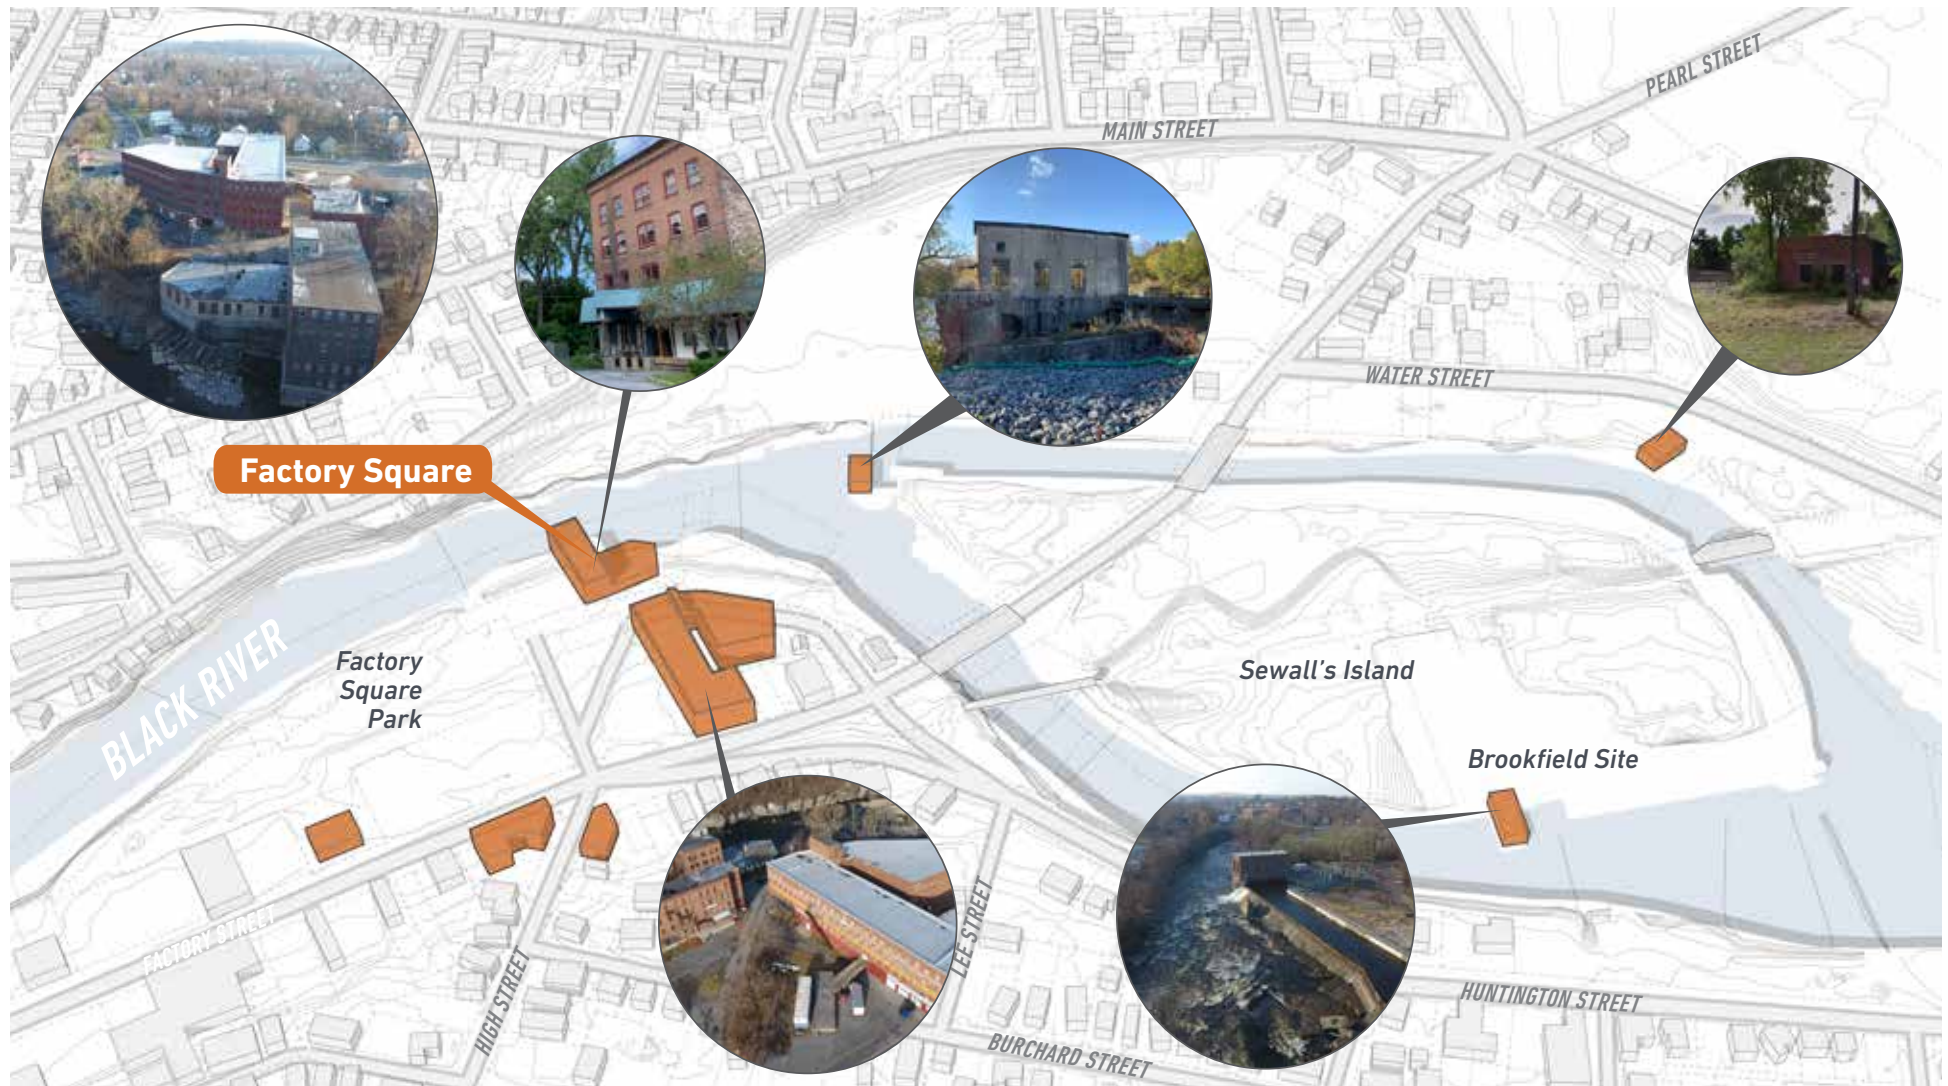 PEARL STREET
MAIN STREET
WATER STREET
Factory Square
BLACK RIVER
Factory
Square
Park
Sewall's Island
Brookfield Site
FACTORY STREET
HIGH STREET
LEE STREET
HUNTINGTON STREET
BURCHARD STREET